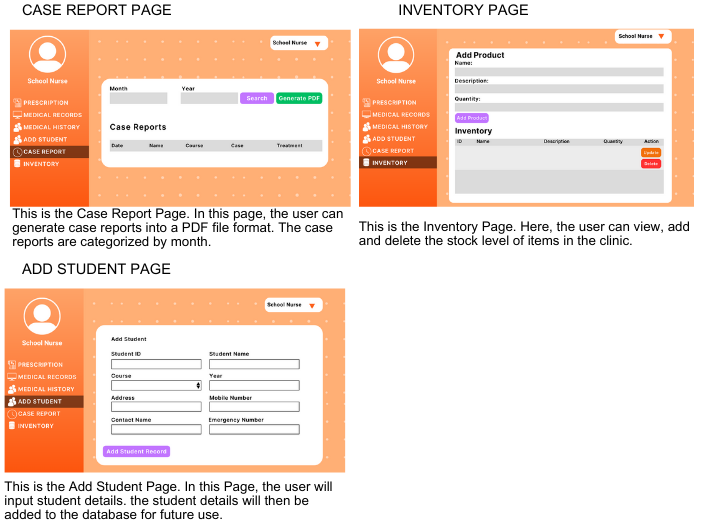 CASE REPORT PAGE
School Nurse
School Nurse
PRESCRIPTION
MEDICAL RECORDS
MEDICAL HISTORY
ADD STUDENT
CASE REPORT
INVENTORY
Month
Year
Search
Generate PDF
Case Reports
Date Name Course Case Treatment
This is the Case Report Page. In this page, the user can
generate case reports into a PDF file format. The case
reports are categorized by month.
INVENTORY PAGE
School Nurse
School Nurse
PRESCRIPTION
MEDICAL RECORDS
MEDICAL HISTORY
ADD STUDENT
CASE REPORT
INVENTORY
Add Product
Name:
Description:
Quantity:
Add Product
Inventory
ID Name Description Quantity Action
Update
Delete
This is the Inventory Page. Here, the user can view, add
and delete the stock level of items in the clinic.
ADD STUDENT PAGE
School Nurse
School Nurse
PRESCRIPTION
MEDICAL RECORDS
MEDICAL HISTORY
ADD STUDENT
CASE REPORT
INVENTORY
Add Student
Student ID Student Name
Course Year
Address Mobile Number
Contact Name Emergency Number
Add Student Record
This is the Add Student Page. In this Page, the user will
input student details. the student details will then be
added to the database for future use.